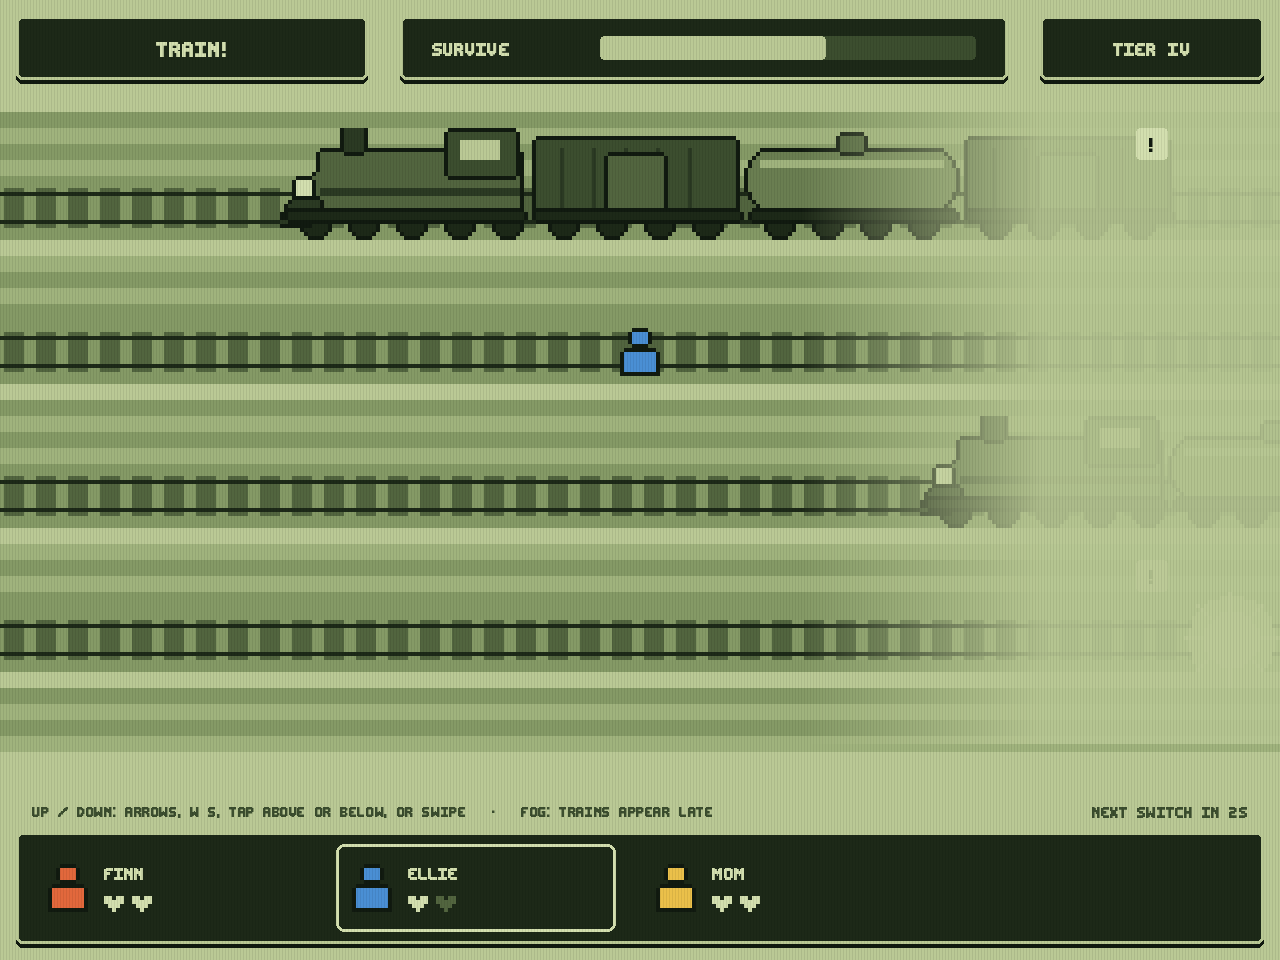 TRAIN!
SURVIVE
TIER IV
!
!
UP / DOWN: ARROWS, W S, TAP ABOVE OR BELOW, OR SWIPE · FOG: TRAINS APPEAR LATE
NEXT SWITCH IN 2S
FINN
ELLIE
MOM